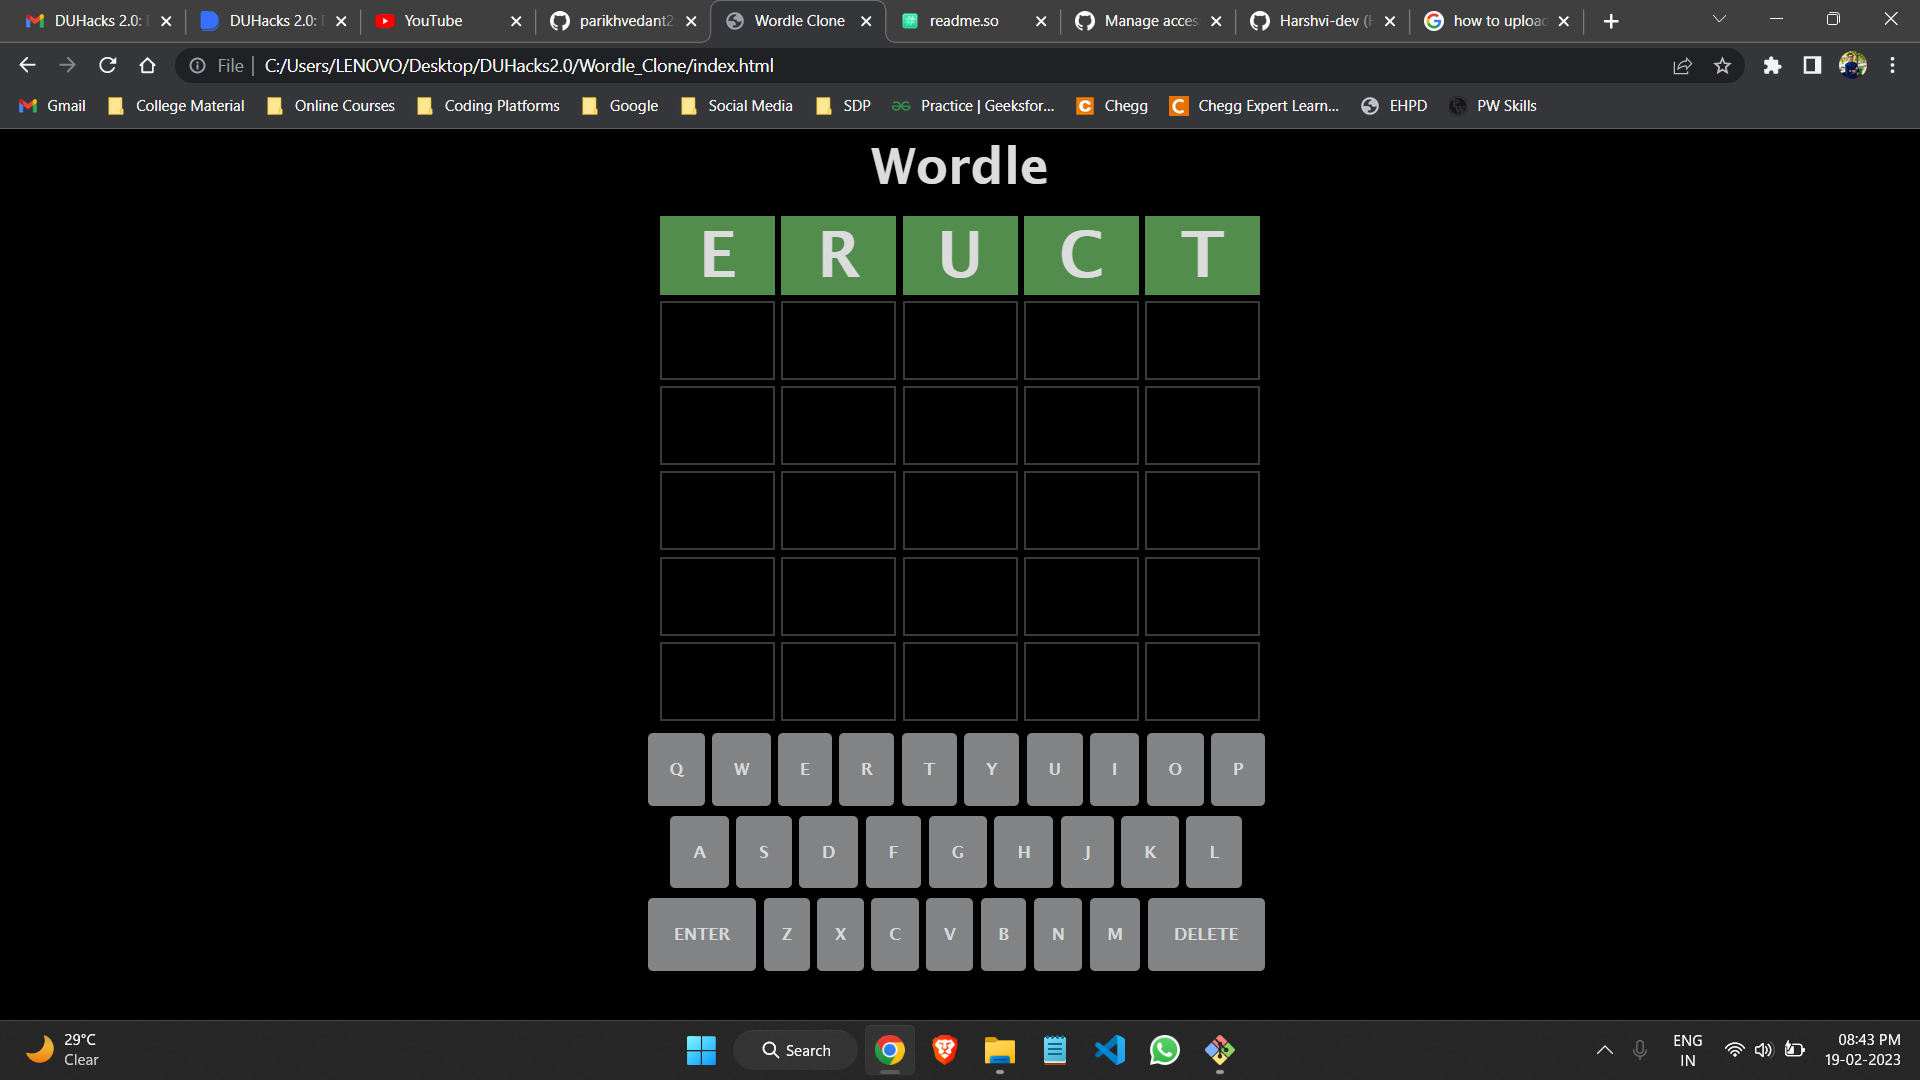 DUHacks 2.0: DUHacks 2.0: YouTube parikhvedant2 Wordle Clone readme.so Manage acces Harshvi-dev ( how to upload
File C:/Users/LENOVO/Desktop/DUHacks2.0/Wordle_Clone/index.html
Gmail College Material Online Courses Coding Platforms Google Social Media SDP Practice | Geeksfor... Chegg Chegg Expert Learn... EHPD PW Skills
Wordle
E R U C T
Q W E R T Y U I O P
A S D F G H J K L
ENTER Z X C V B N M DELETE
29°C
Clear
Search
ENG
IN
08:43 PM
19-02-2023